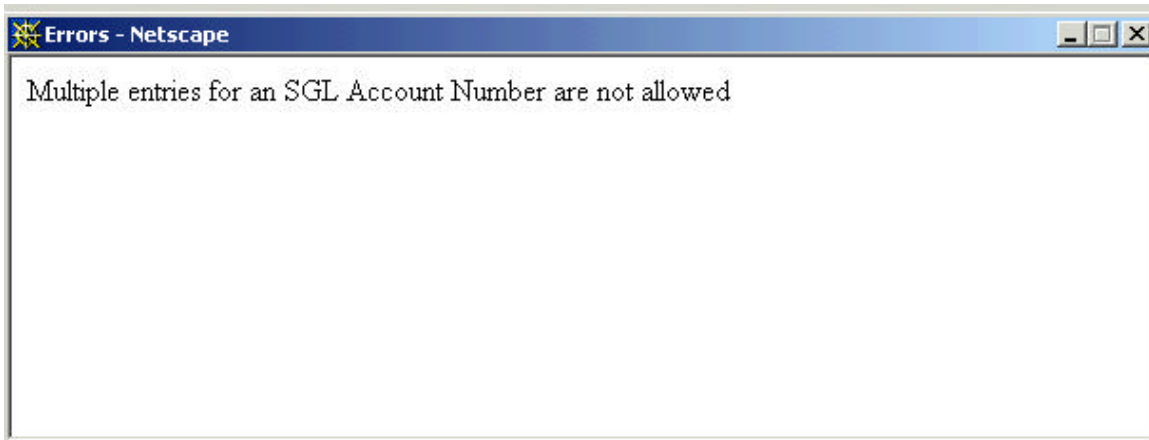 Errors - Netscape
Multiple entries for an SGL Account Number are not allowed